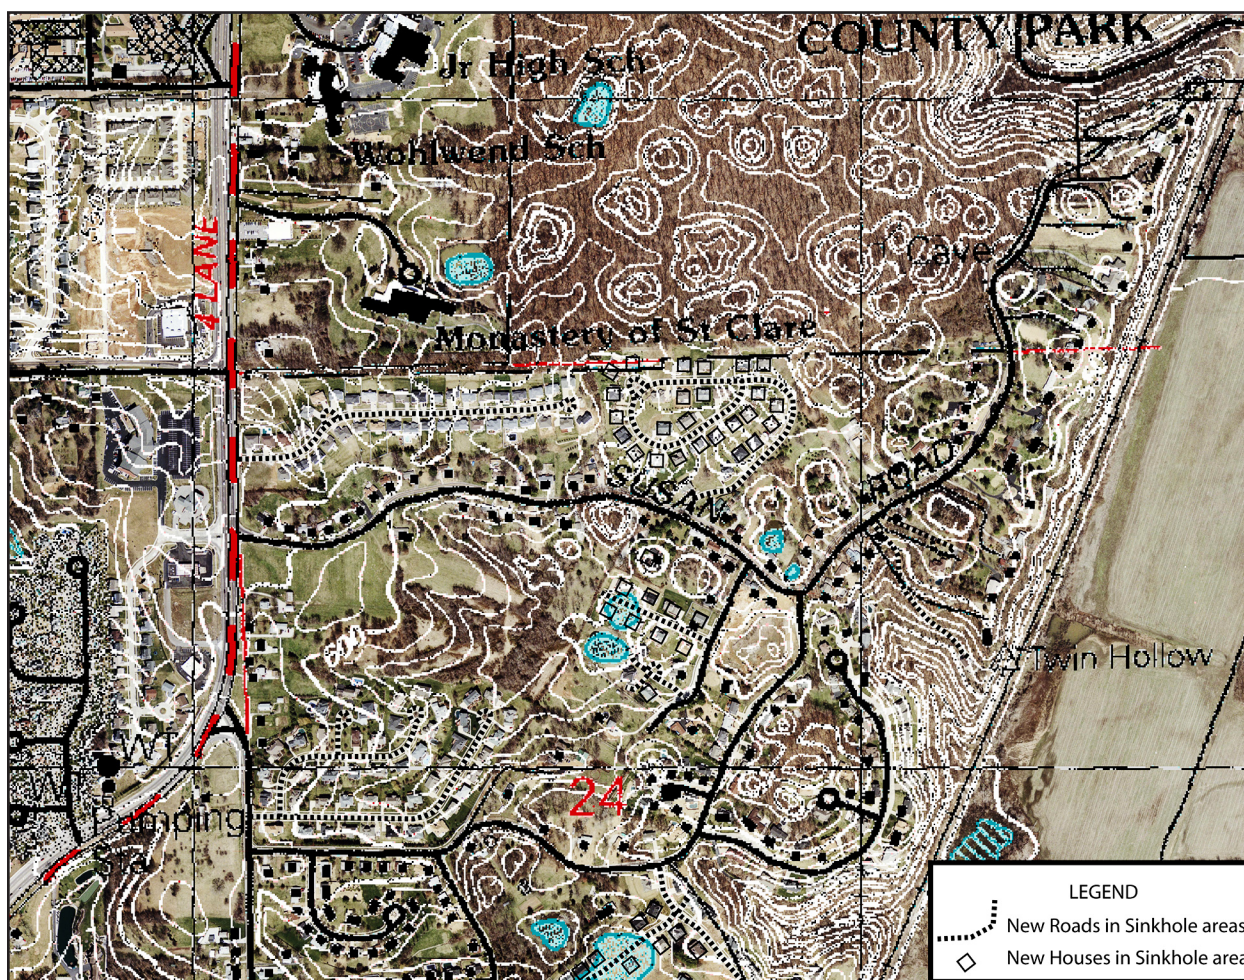 COUNTY PARK
Jr High Sch
Wohlwend Sch
4 LANE
Cave
Monastery of St Clare
ROAD
Twin Hollow
WT
24
Pumping
Sta
LEGEND
New Roads in Sinkhole areas
New Houses in Sinkhole area